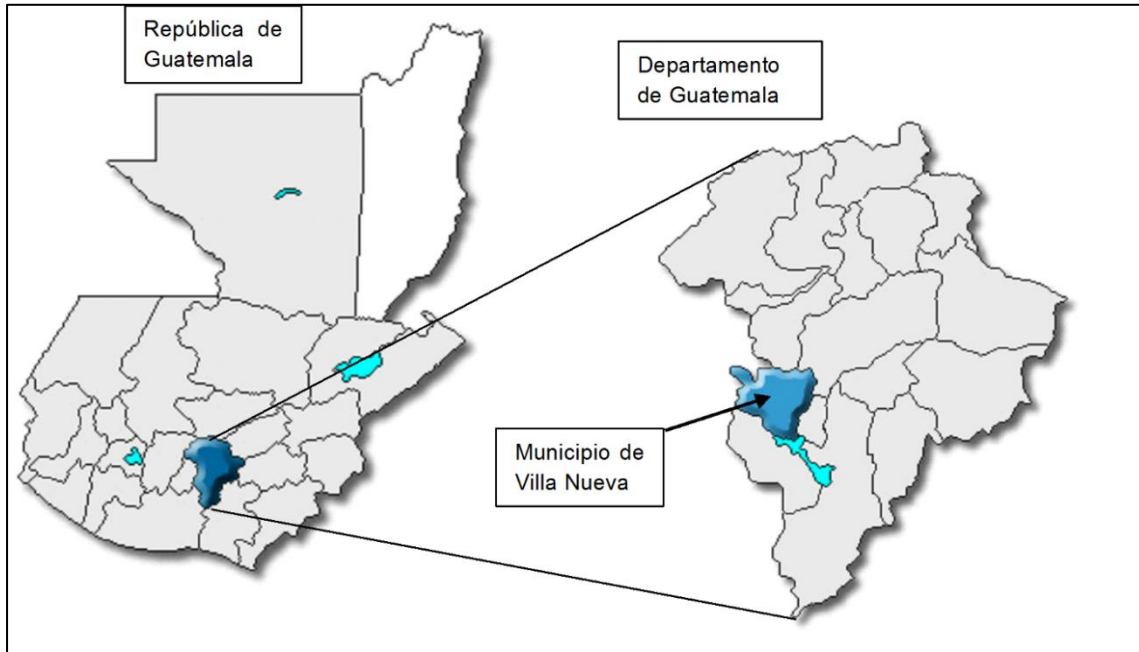 República de
Guatemala
Departamento
de Guatemala
Municipio de
Villa Nueva